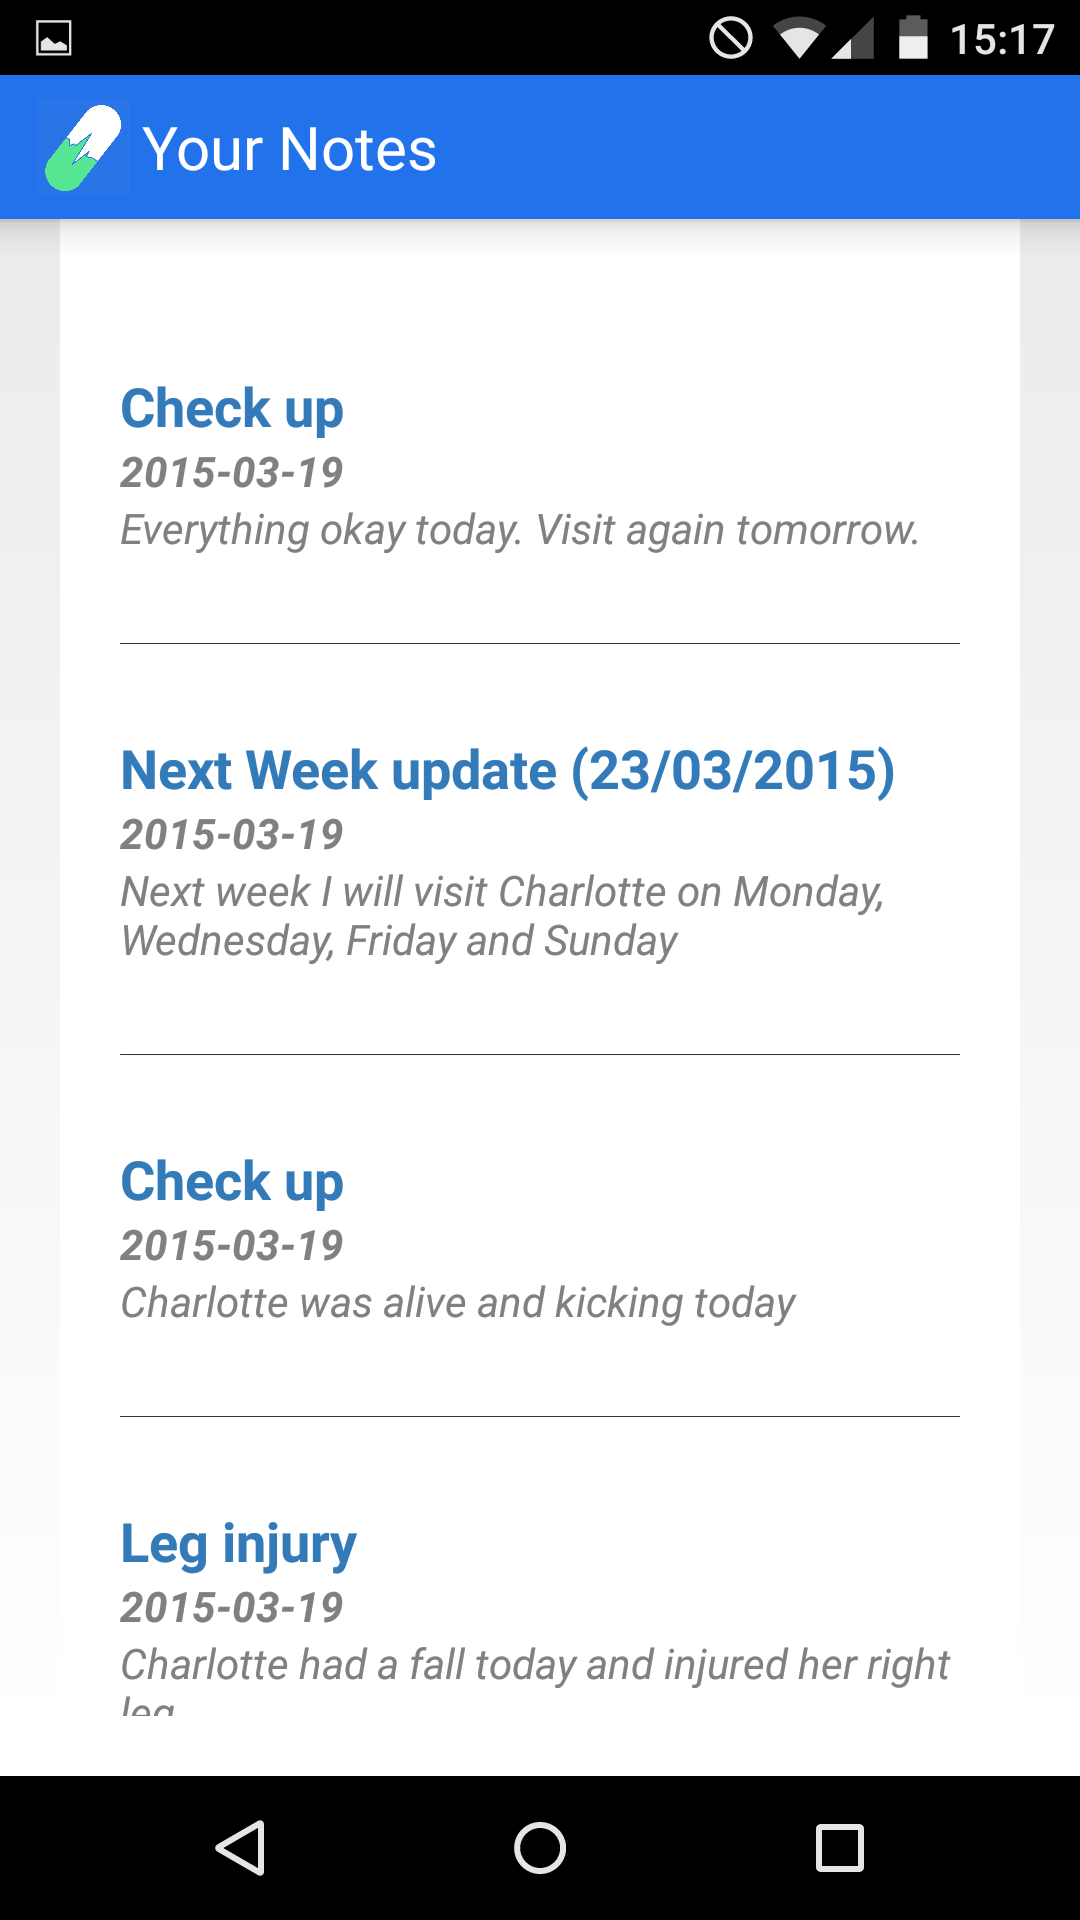 15:17
Your Notes
Check up
2015-03-19
Everything okay today. Visit again tomorrow.
Next Week update (23/03/2015)
2015-03-19
Next week I will visit Charlotte on Monday,
Wednesday, Friday and Sunday
Check up
2015-03-19
Charlotte was alive and kicking today
Leg injury
2015-03-19
Charlotte had a fall today and injured her right
leg